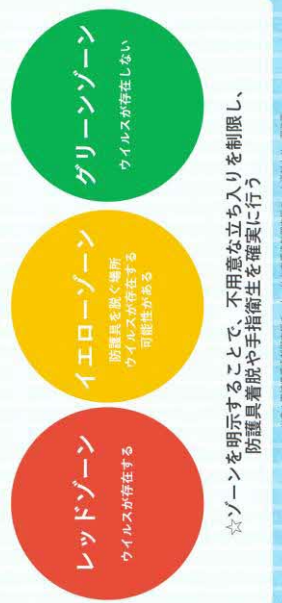 レッドゾーン
ウイルスが存在する
イエローゾーン
防護具を脱ぐ場所
ウイルスが存在する
可能性がある
グリーンゾーン
ウイルスが存在しない
☆ゾーンを明示することで、不用意な立ち入りを制限し、
防護具着脱や手指衛生を確実に行う